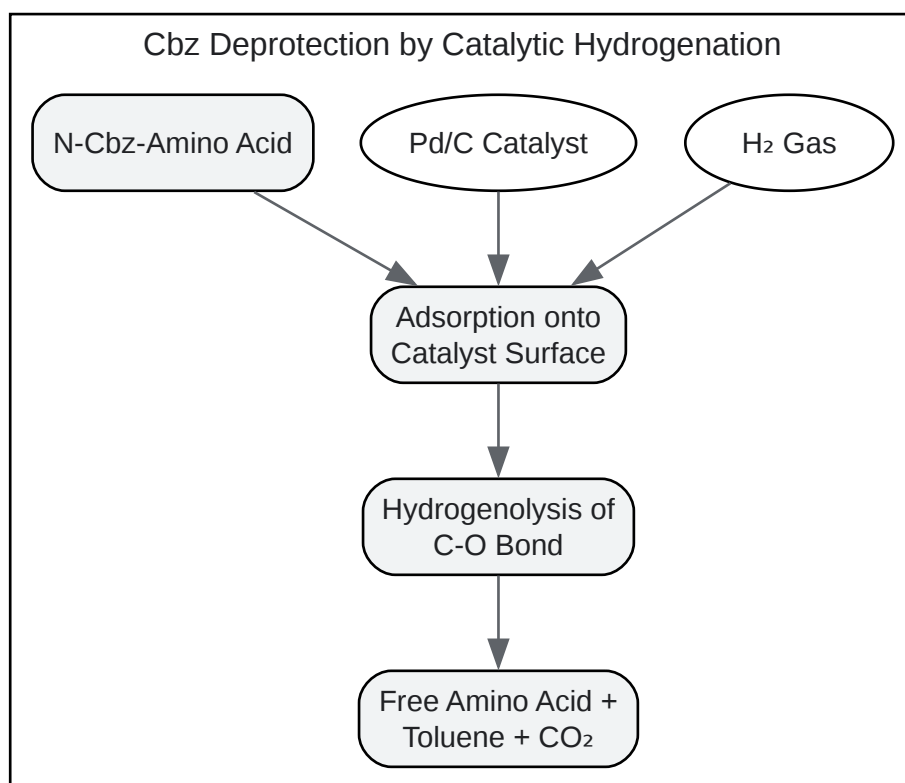 Cbz Deprotection by Catalytic Hydrogenation
N-Cbz-Amino Acid
Pd/C Catalyst
H₂ Gas
Adsorption onto
Catalyst Surface
Hydrogenolysis of
C-O Bond
Free Amino Acid +
Toluene + CO₂